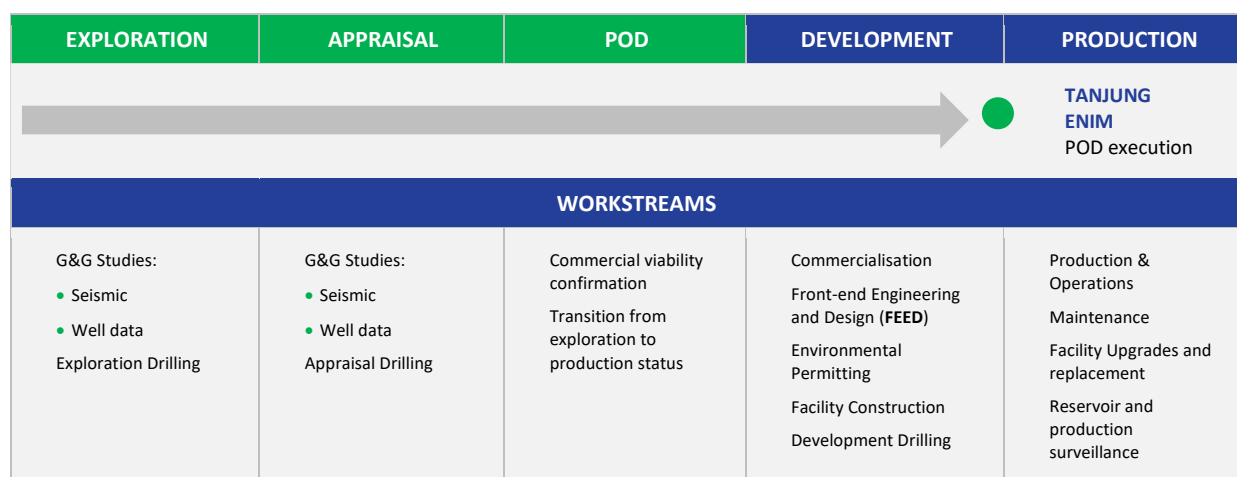 EXPLORATION
APPRAISAL
POD
DEVELOPMENT
PRODUCTION
TANJUNG
ENIM
POD execution
WORKSTREAMS
G&G Studies:
• Seismic
• Well data
Exploration Drilling
G&G Studies:
• Seismic
• Well data
Appraisal Drilling
Commercial viability
confirmation
Transition from
exploration to
production status
Commercialisation
Front-end Engineering
and Design (FEED)
Environmental
Permitting
Facility Construction
Development Drilling
Production &
Operations
Maintenance
Facility Upgrades and
replacement
Reservoir and
production
surveillance